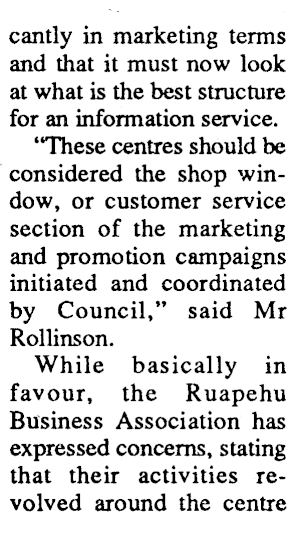 cantly in marketing terms
and that it must now look
at what is the best structure
for an information service.
“These centres should be
considered the shop win-
dow, or customer service
section of the marketing
and promotion campaigns
initiated and coordinated
by Council,” said Mr
Rollinson.
While basically in
favour, the Ruapehu
Business Association has
expressed concerns, stating
that their activities re-
volved around the centre